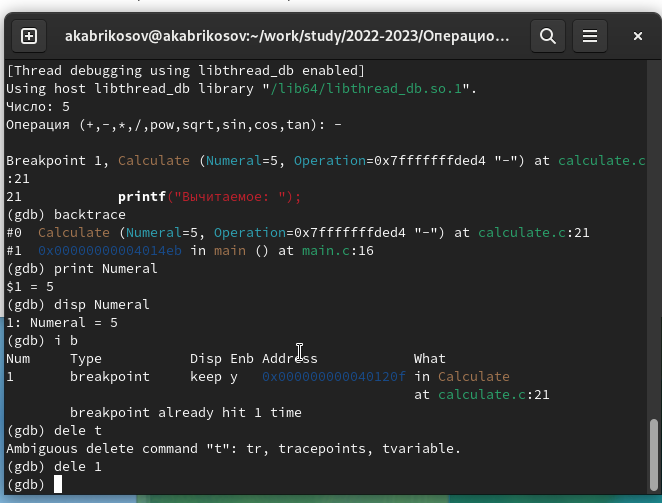 akabrikosov@akabrikosov:~/work/study/2022-2023/Операцио...
[Thread debugging using libthread_db enabled]
Using host libthread_db library "/lib64/libthread_db.so.1".
Число: 5
Операция (+,-,*,/,pow,sqrt,sin,cos,tan): -
Breakpoint 1, Calculate (Numeral=5, Operation=0x7fffffffded4 "-") at calculate.c
:21
21 printf("Вычитаемое: ");
(gdb) backtrace
#0 Calculate (Numeral=5, Operation=0x7fffffffded4 "-") at calculate.c:21
#1 0x00000000004014eb in main () at main.c:16
(gdb) print Numeral
$1 = 5
(gdb) disp Numeral
1: Numeral = 5
(gdb) i b
Num Type Disp Enb Address What
1 breakpoint keep y 0x000000000040120f in Calculate
at calculate.c:21
breakpoint already hit 1 time
(gdb) dele t
Ambiguous delete command "t": tr, tracepoints, tvariable.
(gdb) dele 1
(gdb)